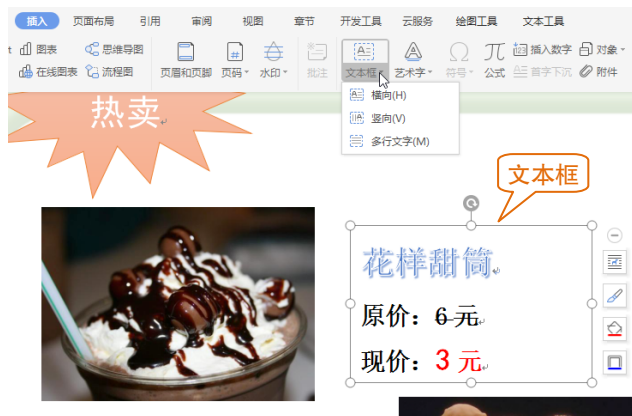 插入 页面布局 引用 审阅 视图 章节 开发工具 云服务 绘图工具 文本工具
图表 思维导图 插入数字 对象
在线图表 流程图 页眉和页脚 页码 水印 批注 文本框 艺术字 符号 公式 首字下沉 附件
横向(H)
竖向(V)
多行文字(M)
热卖
文本框
花样甜筒
原价：6 元
现价：3 元